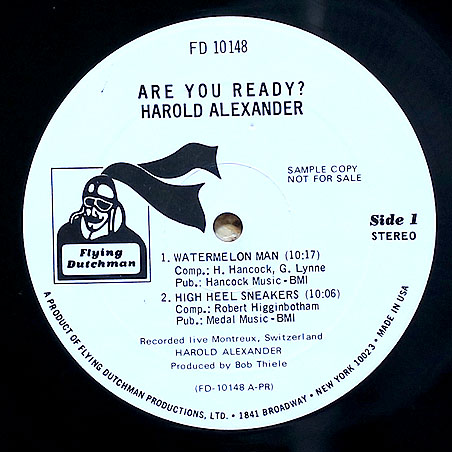 FD 10148
ARE YOU READY?
HAROLD ALEXANDER
SAMPLE COPY
NOT FOR SALE
Side 1
STEREO
Flying
Dutchman
1. WATERMELON MAN (10:17)
Comp.: H. Hancock, G. Lynne
Pub.: Hancock Music - BMI
2. HIGH HEEL SNEAKERS (10:06)
Comp.: Robert Higginbotham
Pub.: Medal Music - BMI
Recorded live Montreux, Switzerland
HAROLD ALEXANDER
Produced by Bob Thiele
(FD-10148 A-PR)
A PRODUCT OF FLYING DUTCHMAN PRODUCTIONS, LTD. • 1841 BROADWAY • NEW YORK 10023 • MADE IN USA